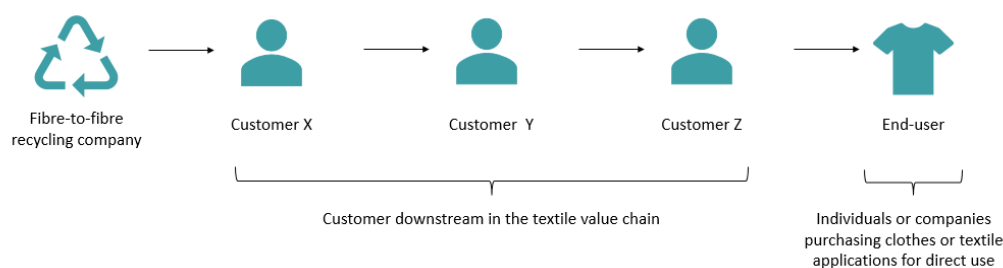 Fibre-to-fibre
recycling company
Customer X
Customer Y
Customer Z
End-user
Customer downstream in the textile value chain
Individuals or companies
purchasing clothes or textile
applications for direct use